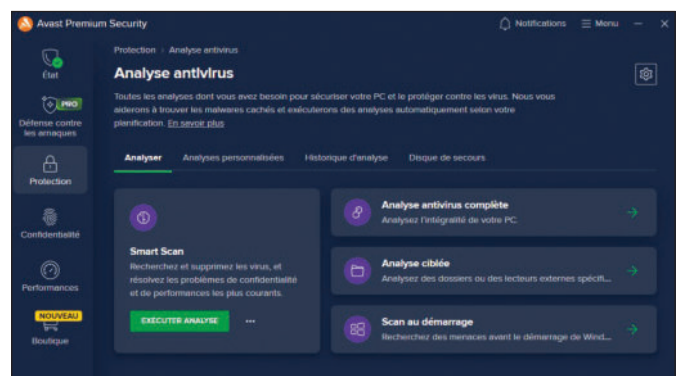 Avast Premium Security
Notifications
Menu
État
PRO
Défense contre
les arnaques
Protection
Confidentialité
Performances
NOUVEAU
Boutique
Protection > Analyse antivirus
Analyse antivirus
Toutes les analyses dont vous avez besoin pour sécuriser votre PC et le protéger contre les virus. Nous vous
aiderons à trouver les malwares cachés et exécuterons des analyses automatiquement selon votre
planification. En savoir plus
Analyser Analyses personnalisées Historique d'analyse Disque de secours
Smart Scan
Recherchez et supprimez les virus, et
résolvez les problèmes de confidentialité
et de performances les plus courants.
EXÉCUTER ANALYSE
Analyse antivirus complète
Analysez l'intégralité de votre PC.
Analyse ciblée
Analysez des dossiers ou des lecteurs externes spécifi...
Scan au démarrage
Recherchez des menaces avant le démarrage de Wind...